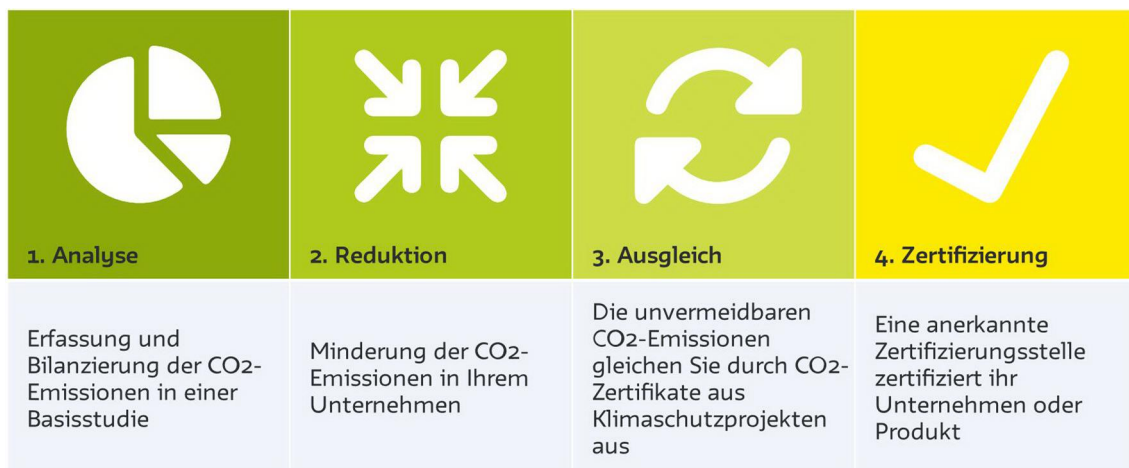 1. Analyse
2. Reduktion
3. Ausgleich
4. Zertifizierung
Erfassung und
Bilanzierung der CO2-
Emissionen in einer
Basisstudie
Minderung der CO2-
Emissionen in Ihrem
Unternehmen
Die unvermeidbaren
CO2-Emissionen
gleichen Sie durch CO2-
Zertifikate aus
Klimaschutzprojekten
aus
Eine anerkannte
Zertifizierungsstelle
zertifiziert ihr
Unternehmen oder
Produkt